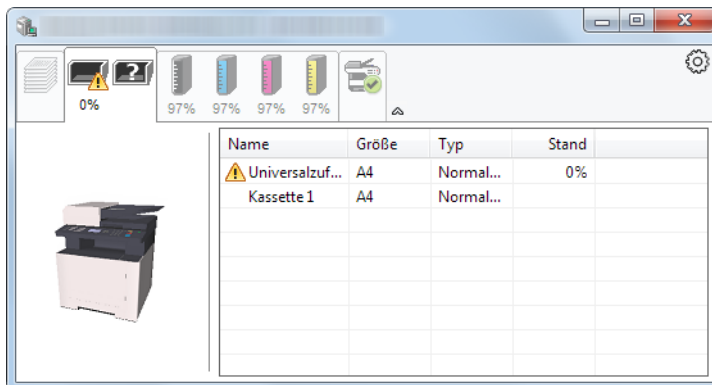 0%
97% 97% 97% 97%
Name Größe Typ Stand
Universalzuf... A4 Normal... 0%
Kassette 1 A4 Normal...